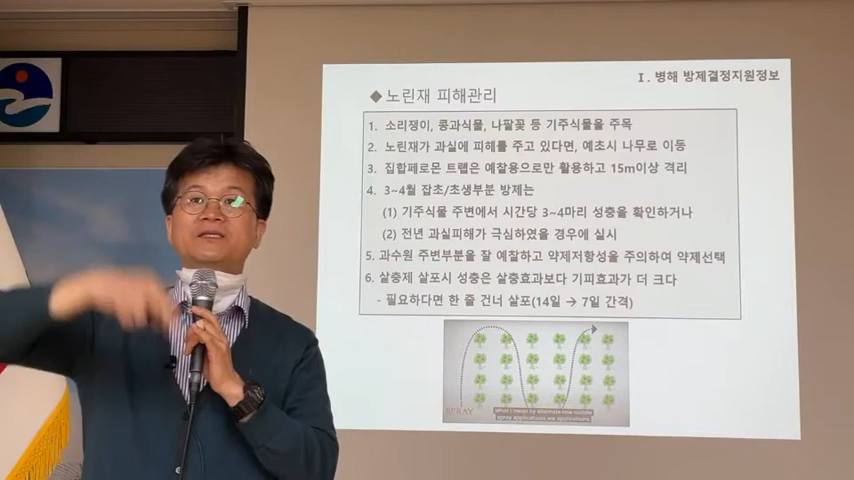 Ⅰ. 병해 방제결정지원정보
◆노린재 피해관리
1. 소리쟁이, 콩과식물, 나팔꽃 등 기주식물을 주목
2. 노린재가 과실에 피해를 주고 있다면, 예초시 나무로 이동
3. 집합페로몬 트랩은 예찰용으로만 활용하고 15m이상 격리
4. 3~4월 잡초/초생부분 방제
(1) 기주식물 주변에서 시간당 3~4마리 성충을 확인하거나
(2) 전년 과실피해가 극심하였을 경우에 실시
5. 과수원 주변부분을 잘 예찰하고 약제저항성을 주의하여 약제선택
6. 살충제 살포시 성충은 살충효과보다 기피효과가 더 크다
- 필요하다면 한 줄 건너 살포(14일 → 7일 간격)
SPRAY
What I mean by alternate row middle
spray applications we alternate